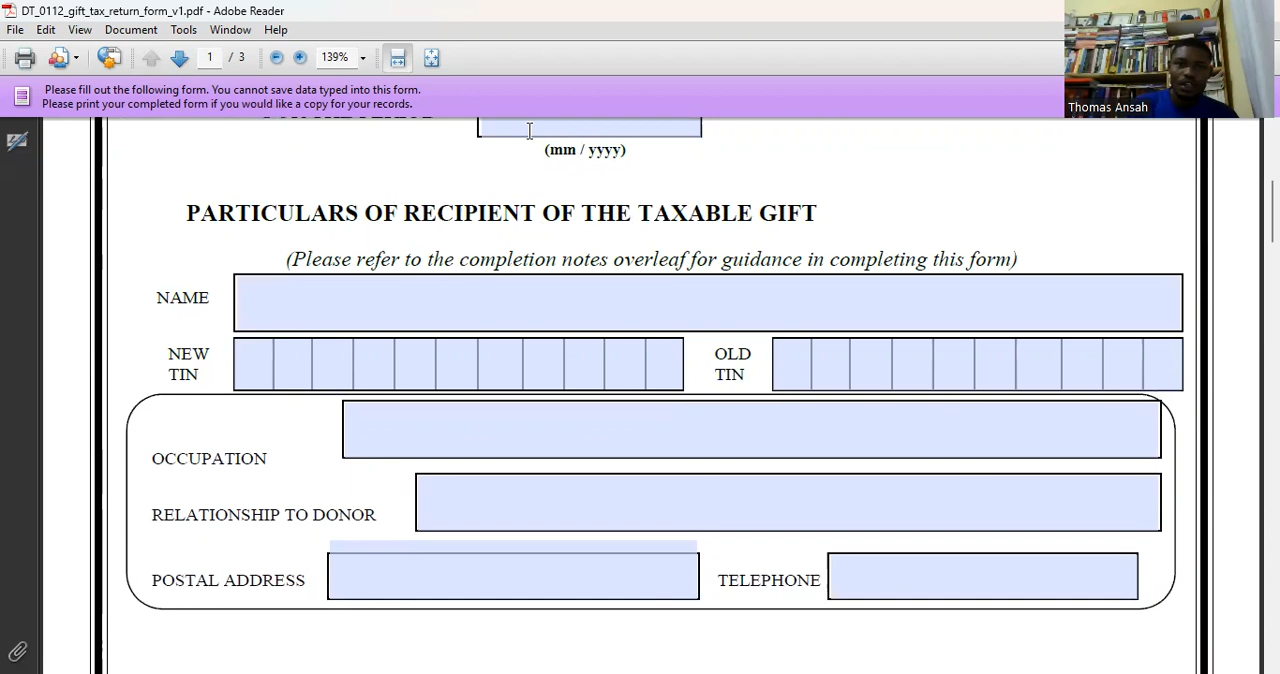 DT_0112_gift_tax_return_form_v1.pdf - Adobe Reader
File Edit View Document Tools Window Help
1 / 3 139%
Please fill out the following form. You cannot save data typed into this form.
Please print your completed form if you would like a copy for your records.
Thomas Ansah
(mm / yyyy)
PARTICULARS OF RECIPIENT OF THE TAXABLE GIFT
(Please refer to the completion notes overleaf for guidance in completing this form)
NAME
NEW TIN
OLD TIN
OCCUPATION
RELATIONSHIP TO DONOR
POSTAL ADDRESS TELEPHONE